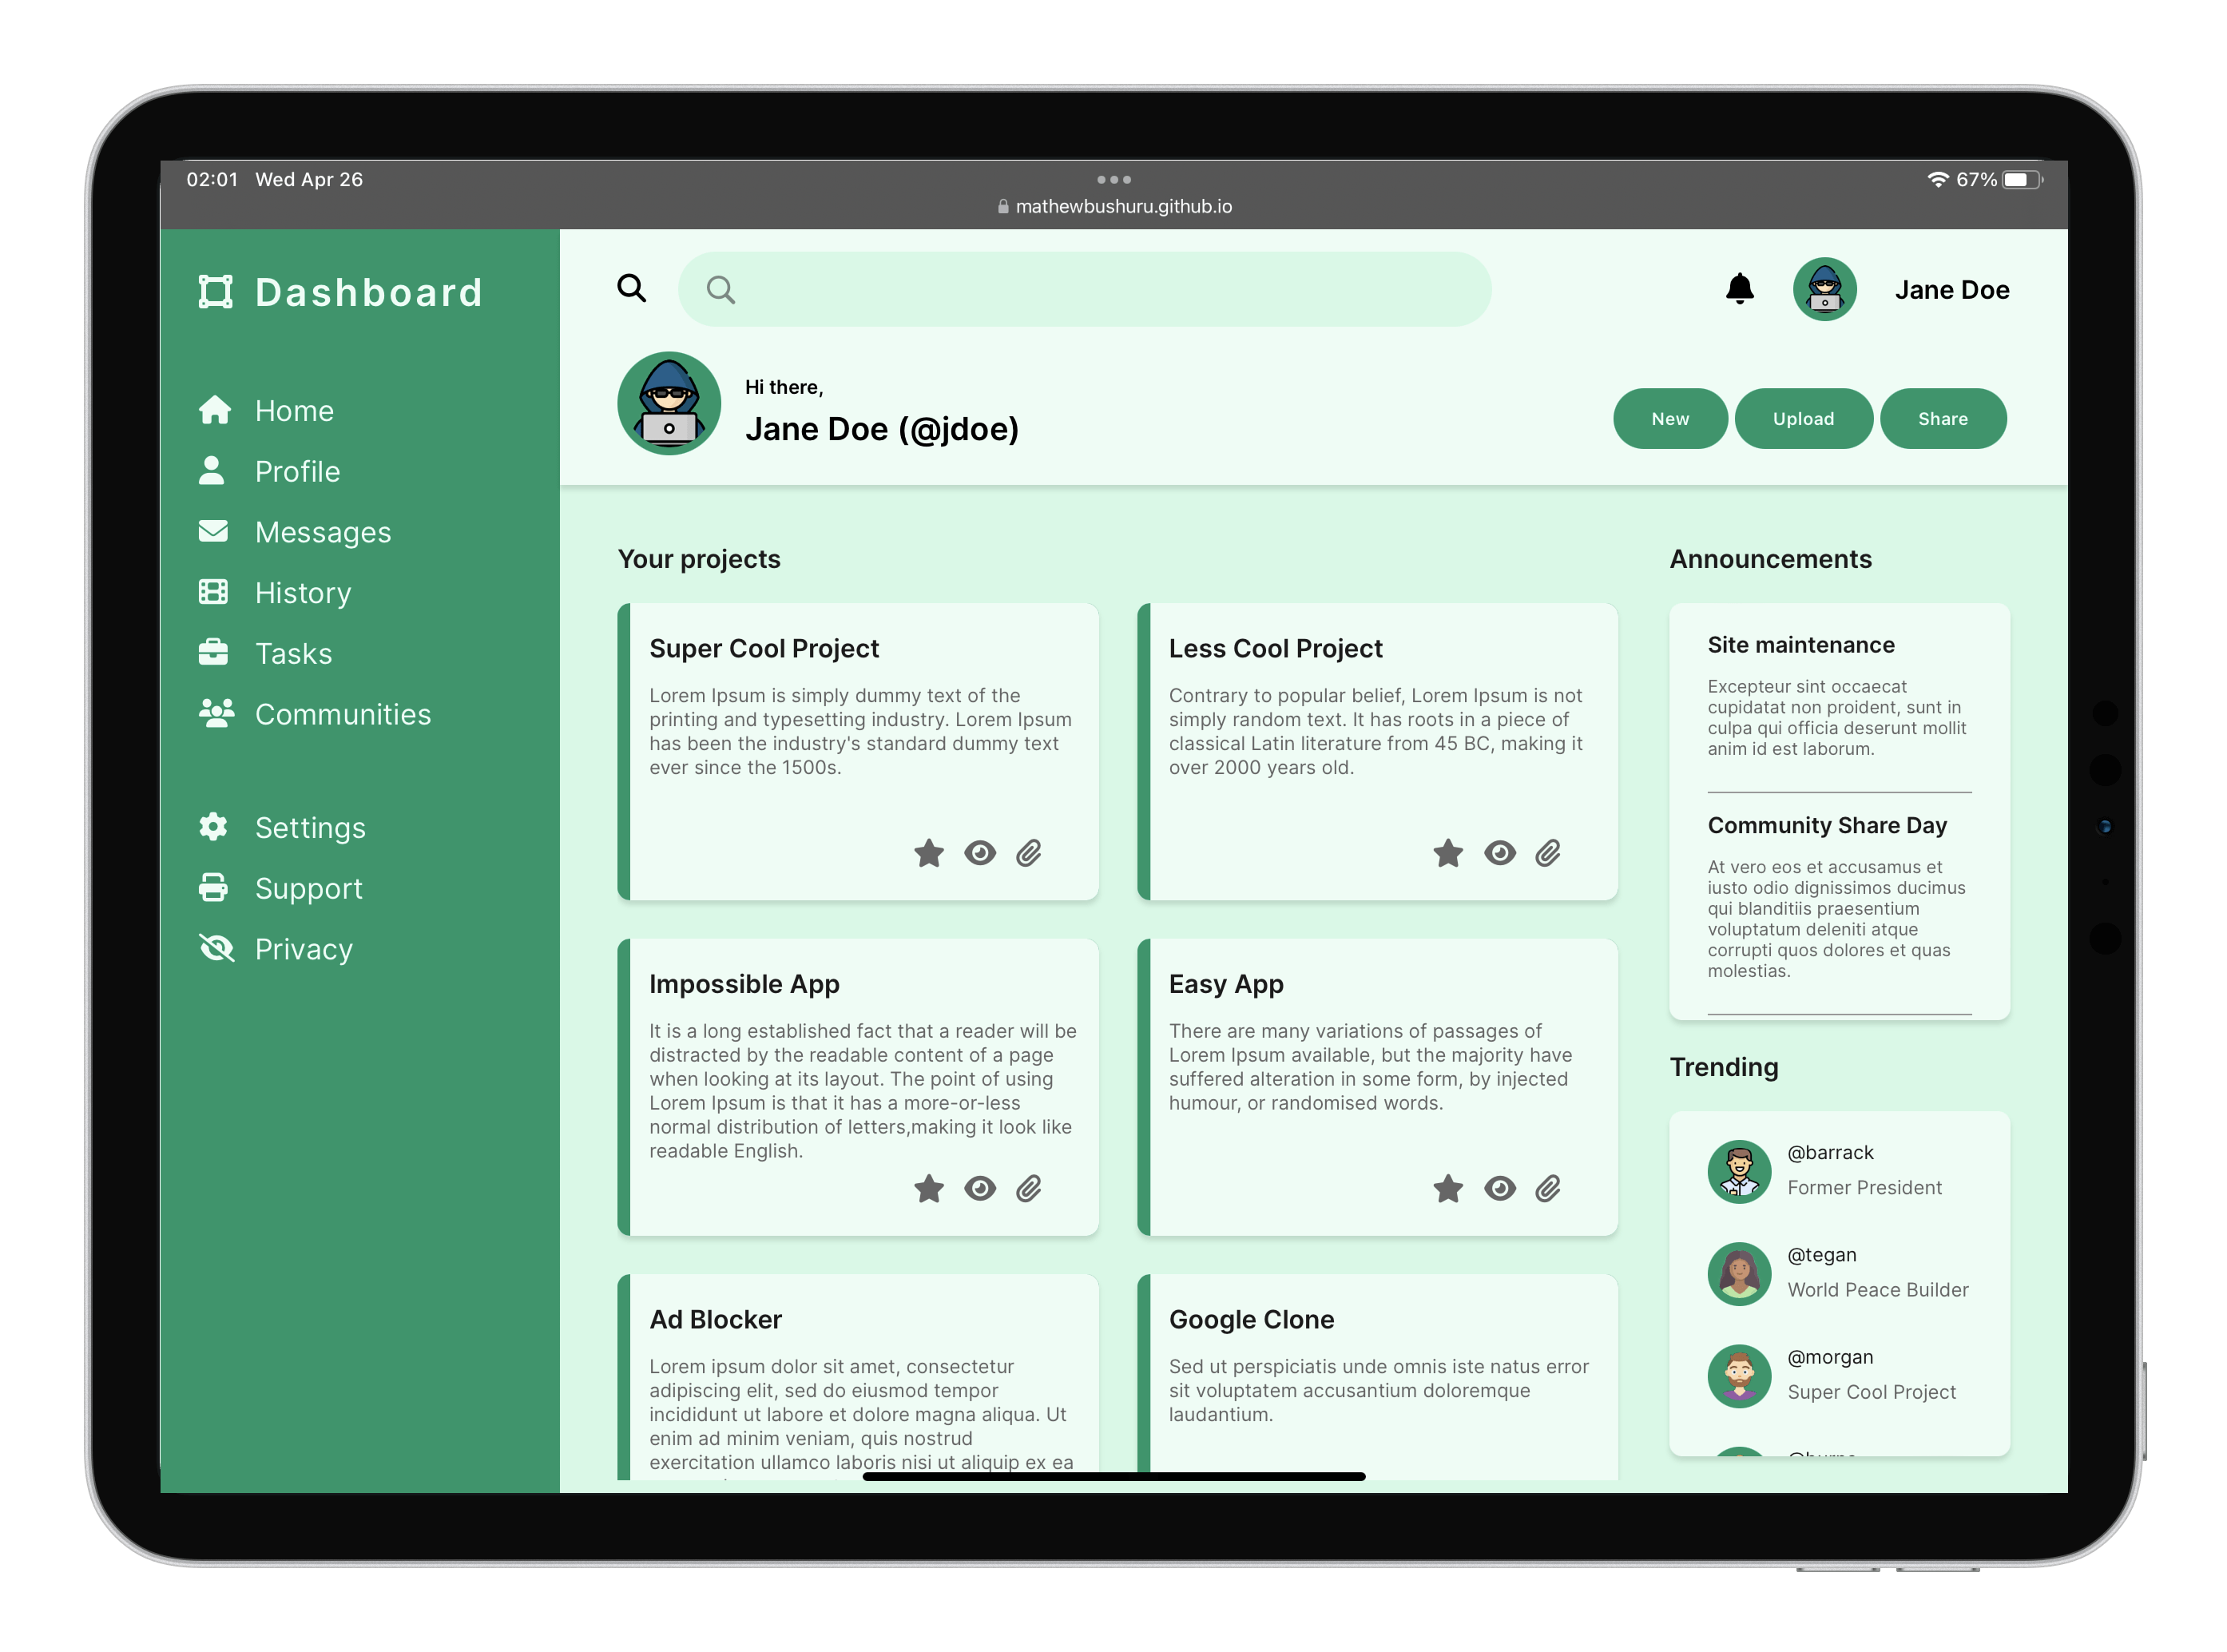 02:01 Wed Apr 26
67%
mathewbushuru.github.io
Dashboard
Home
Profile
Messages
History
Tasks
Communities
Settings
Support
Privacy
Jane Doe
Hi there,
Jane Doe (@jdoe)
New
Upload
Share
Your projects
Super Cool Project
Lorem Ipsum is simply dummy text of the
printing and typesetting industry. Lorem Ipsum
has been the industry's standard dummy text
ever since the 1500s.
Less Cool Project
Contrary to popular belief, Lorem Ipsum is not
simply random text. It has roots in a piece of
classical Latin literature from 45 BC, making it
over 2000 years old.
Impossible App
It is a long established fact that a reader will be
distracted by the readable content of a page
when looking at its layout. The point of using
Lorem Ipsum is that it has a more-or-less
normal distribution of letters,making it look like
readable English.
Easy App
There are many variations of passages of
Lorem Ipsum available, but the majority have
suffered alteration in some form, by injected
humour, or randomised words.
Ad Blocker
Lorem ipsum dolor sit amet, consectetur
adipiscing elit, sed do eiusmod tempor
incididunt ut labore et dolore magna aliqua. Ut
enim ad minim veniam, quis nostrud
exercitation ullamco laboris nisi ut aliquip ex ea
Google Clone
Sed ut perspiciatis unde omnis iste natus error
sit voluptatem accusantium doloremque
laudantium.
Announcements
Site maintenance
Excepteur sint occaecat
cupidatat non proident, sunt in
culpa qui officia deserunt mollit
anim id est laborum.
Community Share Day
At vero eos et accusamus et
iusto odio dignissimos ducimus
qui blanditiis praesentium
voluptatum deleniti atque
corrupti quos dolores et quas
molestias.
Trending
@barrack
Former President
@tegan
World Peace Builder
@morgan
Super Cool Project